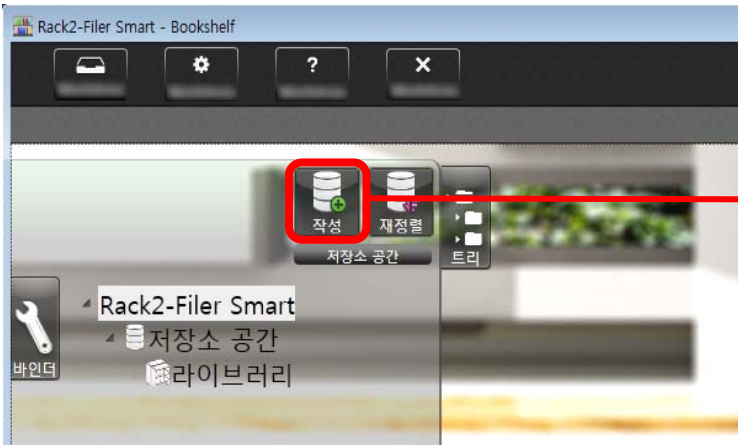 Rack2-Filer Smart - Bookshelf
?
작성
재정렬
저장소 공간
트리
바인더
Rack2-Filer Smart
저장소 공간
라이브러리